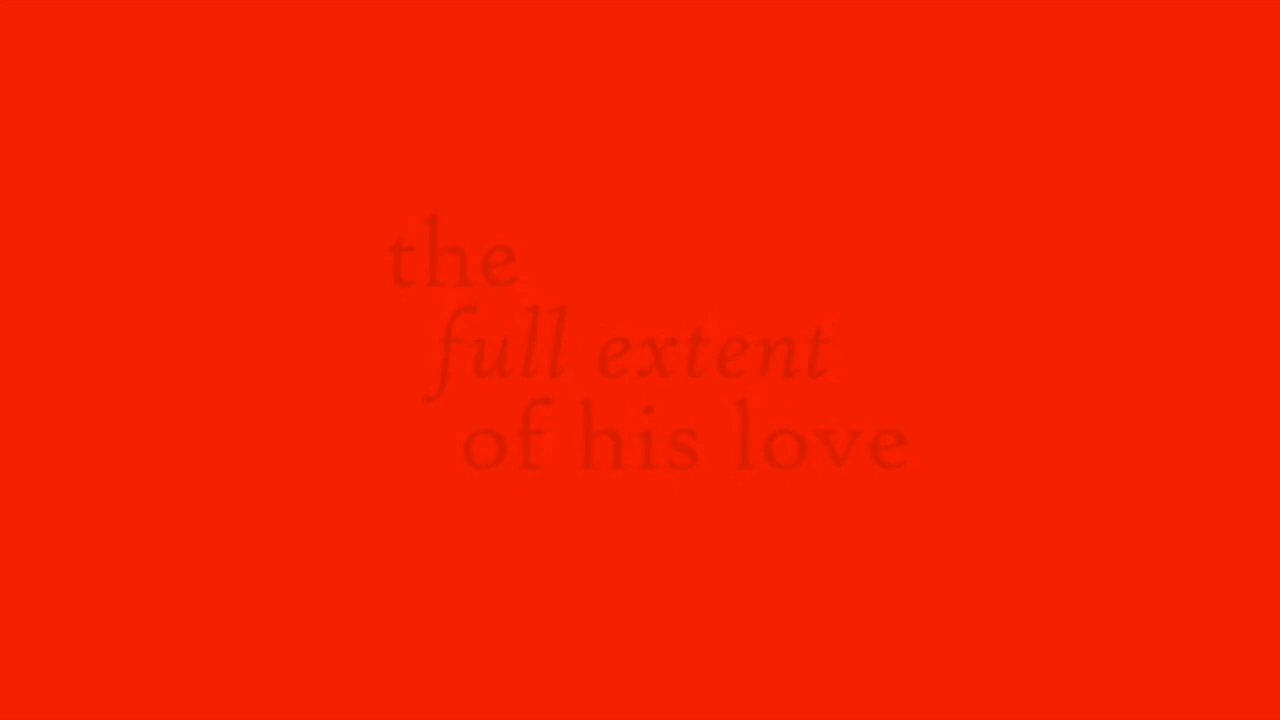 the
full extent
of his love